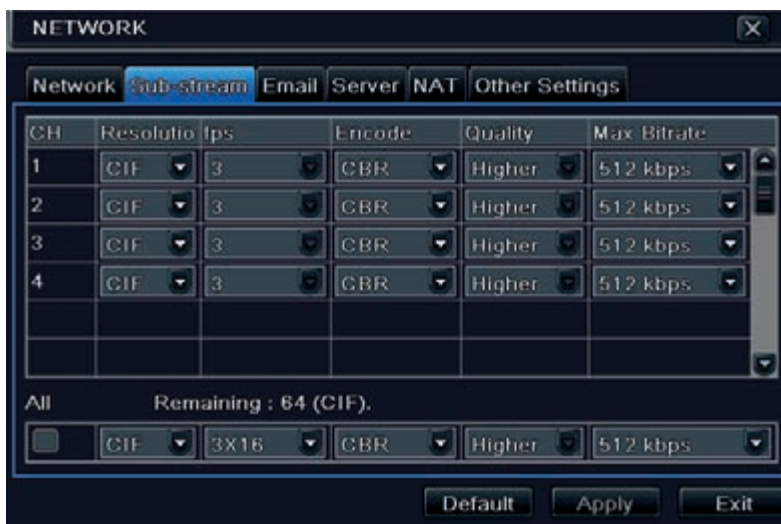 NETWORK
Network Sub-stream Email Server NAT Other Settings
CH Resolutio fps Encode Quality Max Bitrate
1 CIF 3 CBR Higher 512 kbps
2 CIF 3 CBR Higher 512 kbps
3 CIF 3 CBR Higher 512 kbps
4 CIF 3 CBR Higher 512 kbps
All Remaining : 64 (CIF).
CIF 3X16 CBR Higher 512 kbps
Default Apply Exit